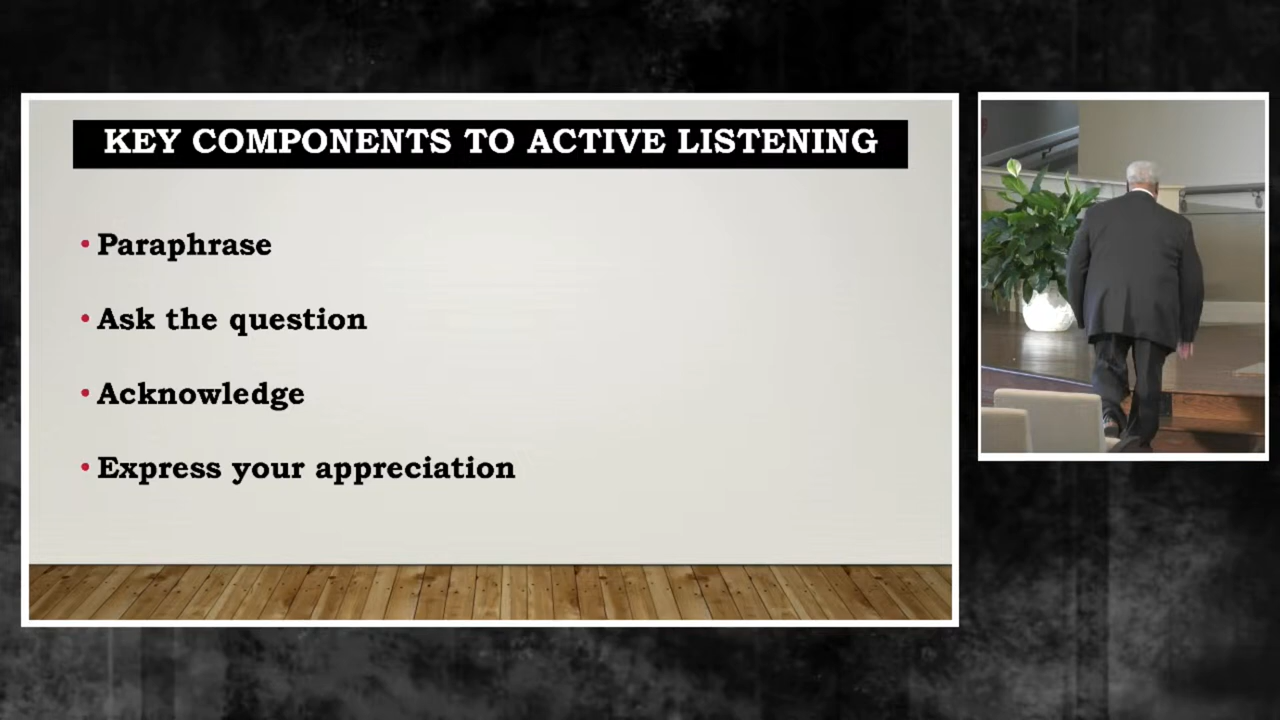 KEY COMPONENTS TO ACTIVE LISTENING
• Paraphrase
• Ask the question
• Acknowledge
• Express your appreciation